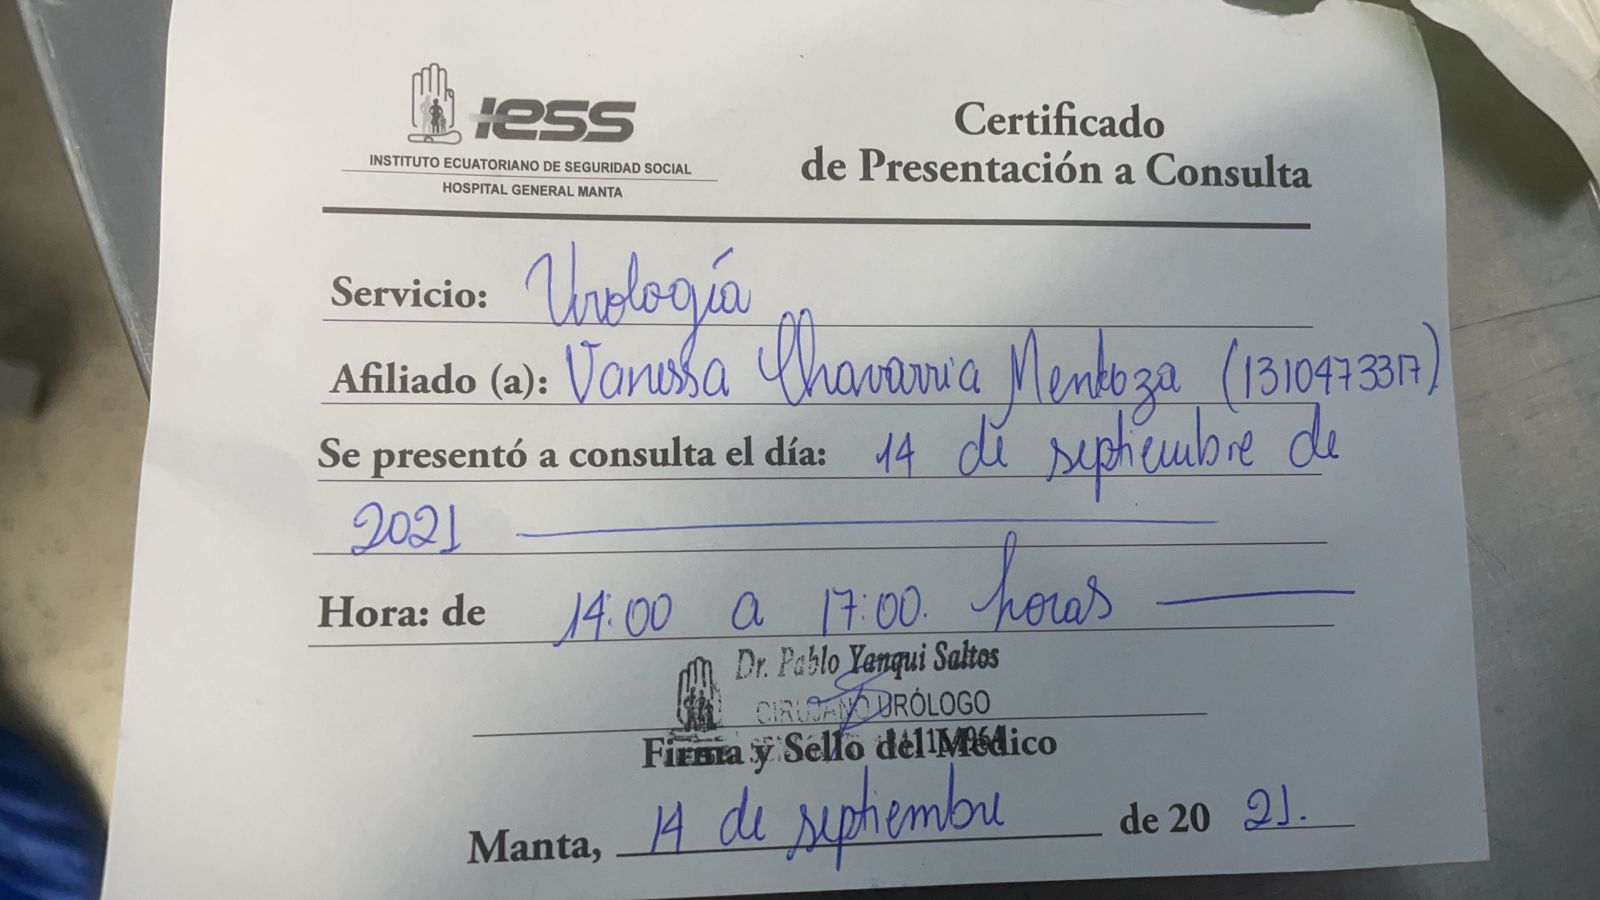 iess
INSTITUTO ECUATORIANO DE SEGURIDAD SOCIAL
HOSPITAL GENERAL MANTA
Certificado
de Presentación a Consulta
Servicio: Urología
Afiliado (a): Vanessa Chavarria Mendoza (1310473317)
Se presentó a consulta el día: 14 de septiembre de
2021
Hora: de 14:00 a 17:00. horas
Dr. Pablo Yanqui Saltos
CIRUJANO URÓLOGO
Firma y Sello del Médico
Manta, 14 de septiembre de 20 21.